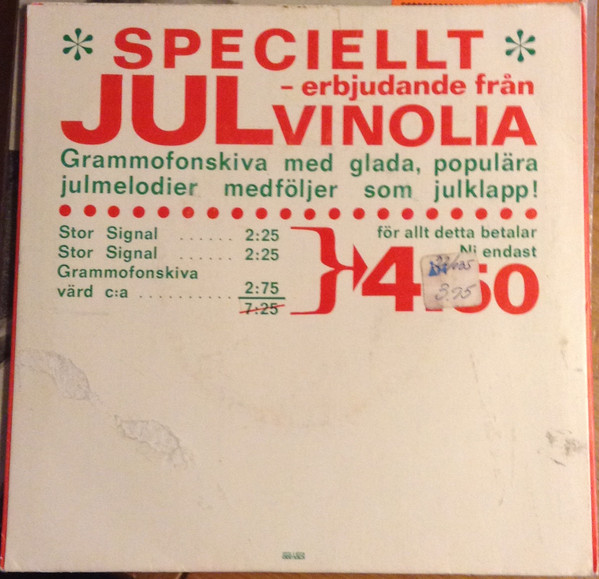 * SPECIELLT *
JUL – erbjudande från
VINOLIA
Grammofonskiva med glada, populära
julmelodier medföljer som julklapp!
Stor Signal ...... 2:25
Stor Signal ...... 2:25
Grammofonskiva
värd c:a .......... 2:75
7:25
för allt detta betalar
Ni endast
4:50
3.75